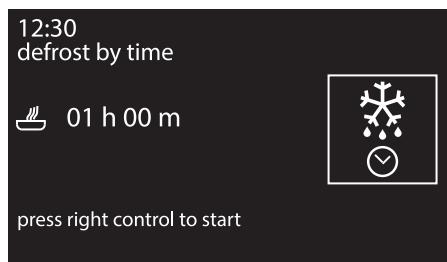 12:30
defrost by time
01 h 00 m
press right control to start